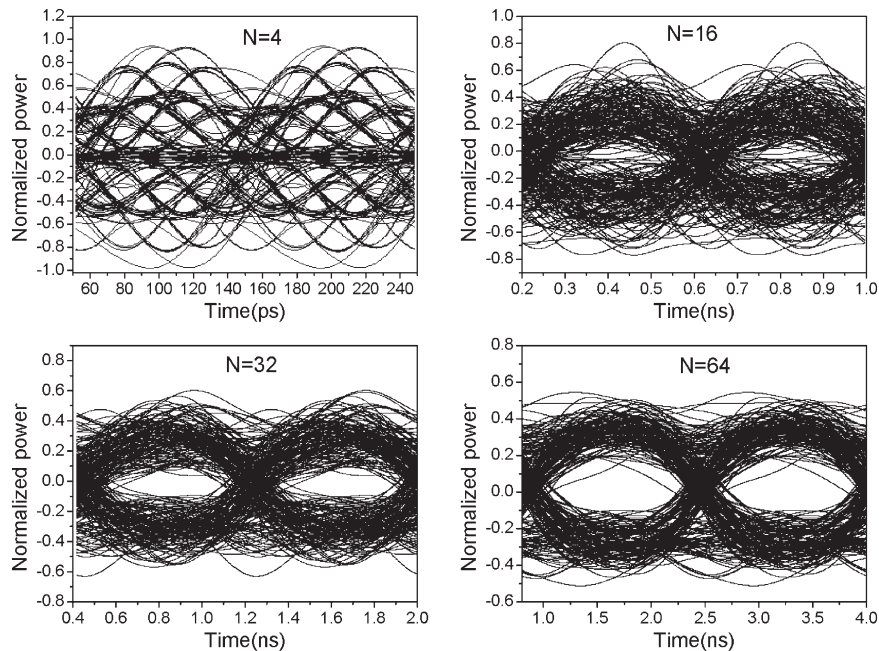 N=4
Normalized power
1.2
1.0
0.8
0.6
0.4
0.2
0.0
-0.2
-0.4
-0.6
-0.8
-1.0
60 80 100 120 140 160 180 200 220 240
Time(ps)
N=16
Normalized power
1.0
0.8
0.6
0.4
0.2
0.0
-0.2
-0.4
-0.6
-0.8
0.2 0.3 0.4 0.5 0.6 0.7 0.8 0.9 1.0
Time(ns)
N=32
Normalized power
0.8
0.6
0.4
0.2
0.0
-0.2
-0.4
-0.6
-0.8
0.4 0.6 0.8 1.0 1.2 1.4 1.6 1.8 2.0
Time(ns)
N=64
Normalized power
0.8
0.6
0.4
0.2
0.0
-0.2
-0.4
-0.6
1.0 1.5 2.0 2.5 3.0 3.5 4.0
Time(ns)